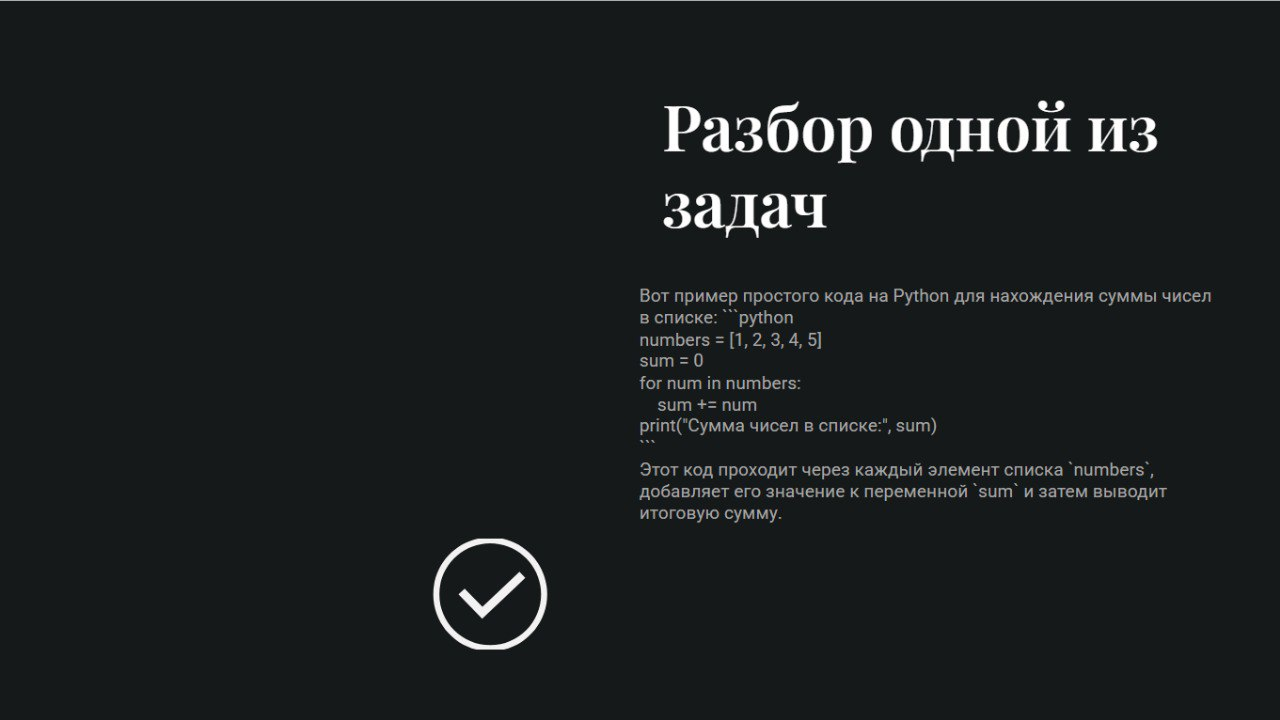 Разбор одной из
задач
Вот пример простого кода на Python для нахождения суммы чисел
в списке: ```python
numbers = [1, 2, 3, 4, 5]
sum = 0
for num in numbers:
    sum += num
print("Сумма чисел в списке:", sum)
```
Этот код проходит через каждый элемент списка `numbers`,
добавляет его значение к переменной `sum` и затем выводит
итоговую сумму.